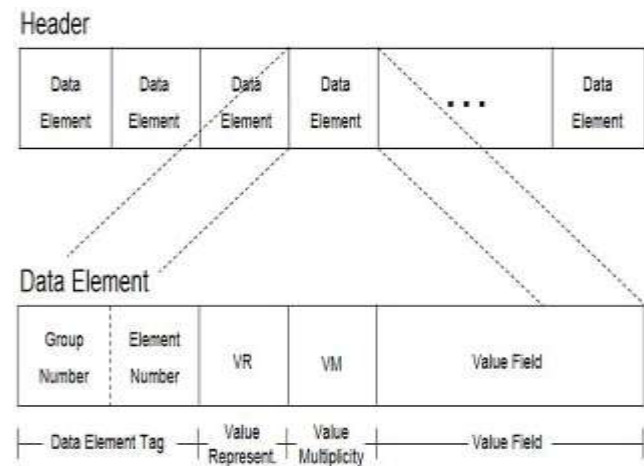 Header
Data Data Data Data Data
Element Element Element Element ... Element
Data Element
Group Element
Number Number VR VM Value Field
Data Element Tag Value Represent. Value Multiplicity Value Field